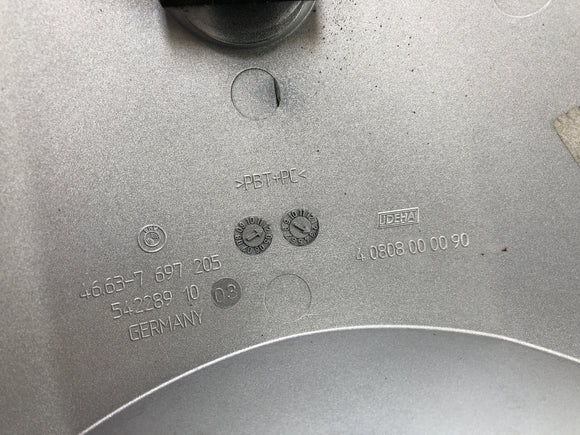 >PBT+PC<
IDEHA
46.63-7 697 205
542289 10 03
GERMANY
4 0808 00 00 90